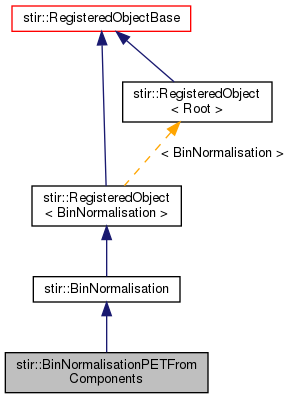 stir::RegisteredObjectBase
stir::RegisteredObject
< Root >
< BinNormalisation >
stir::RegisteredObject
< BinNormalisation >
stir::BinNormalisation
stir::BinNormalisationPETFrom
Components